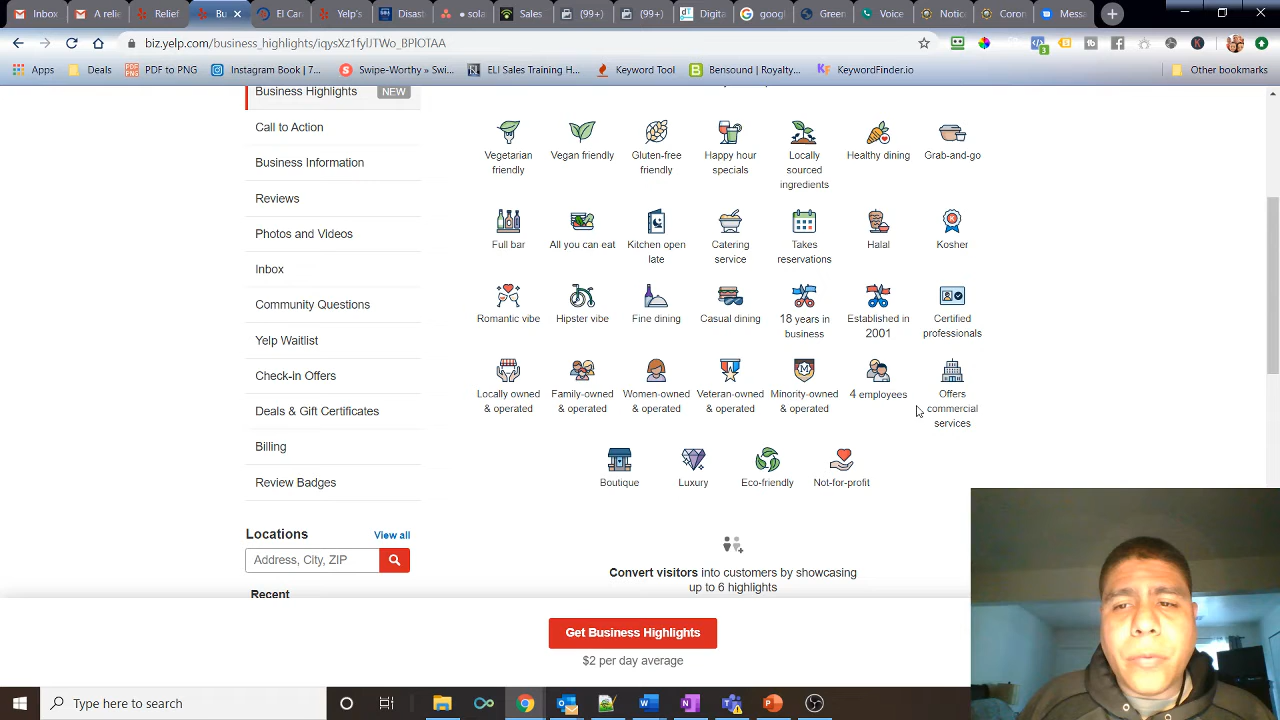 Inbox
A relie
Relief
Bu
El Car
Yelp's
Disast
sola
Sales
(99+)
(99+)
Digita
googl
Green
Voice
Notic
Coron
Messa
biz.yelp.com/business_highlights/iqysXz1fylJTWo_BPlOTAA
3
Apps
Deals
PDF to PNG
Instagram Book | 7...
Swipe-Worthy » Swi...
ELI Sales Training H...
Keyword Tool
Bensound | Royalty...
KeywordFinder.io
Other bookmarks
Business Highlights NEW
Call to Action
Business Information
Reviews
Photos and Videos
Inbox
Community Questions
Yelp Waitlist
Check-In Offers
Deals & Gift Certificates
Billing
Review Badges
Locations View all
Address, City, ZIP
Recent
Vegetarian
friendly
Vegan friendly
Gluten-free
friendly
Happy hour
specials
Locally
sourced
ingredients
Healthy dining
Grab-and-go
Full bar
All you can eat
Kitchen open
late
Catering
service
Takes
reservations
Halal
Kosher
Romantic vibe
Hipster vibe
Fine dining
Casual dining
18 years in
business
Established in
2001
Certified
professionals
Locally owned
& operated
Family-owned
& operated
Women-owned
& operated
Veteran-owned
& operated
Minority-owned
& operated
4 employees
Offers
commercial
services
Boutique
Luxury
Eco-friendly
Not-for-profit
Convert visitors into customers by showcasing
up to 6 highlights
Get Business Highlights
$2 per day average
Type here to search